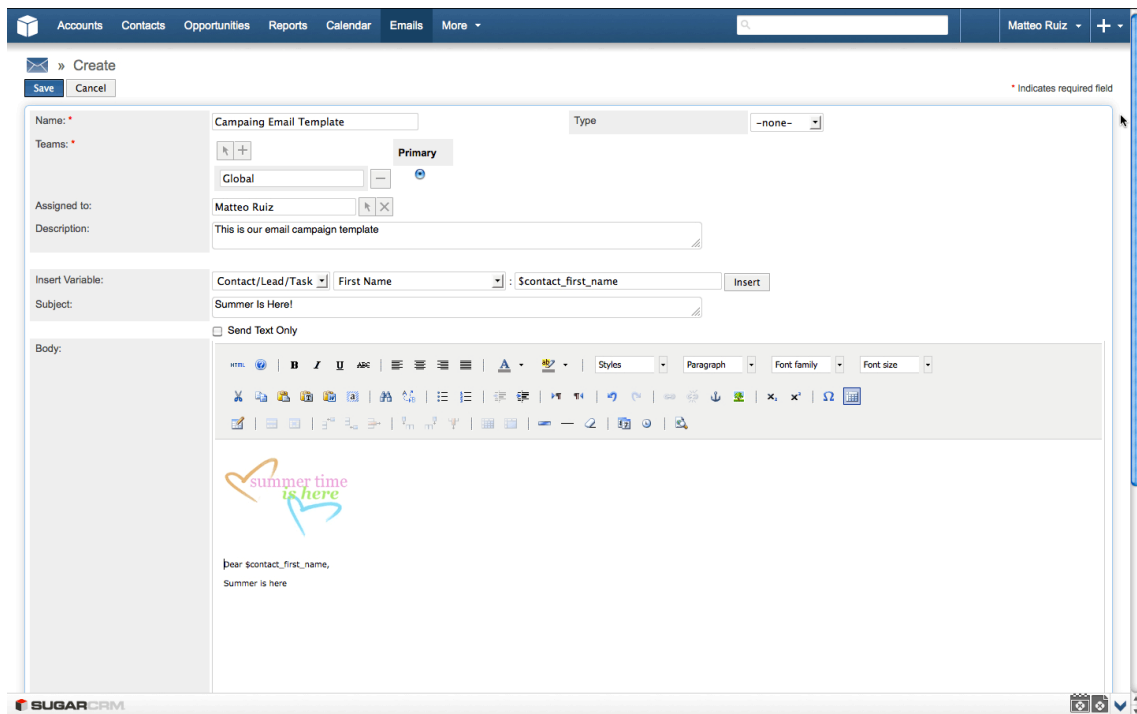 Accounts Contacts Opportunities Reports Calendar Emails More Matteo Ruiz
» Create
Save Cancel * Indicates required field
Name: * Campaing Email Template Type -none-
Teams: * Primary
Global
Assigned to: Matteo Ruiz
Description: This is our email campaign template
Insert Variable: Contact/Lead/Task First Name : $contact_first_name Insert
Subject: Summer Is Here!
Send Text Only
Body:
HTML B I U ABC A ab Styles Paragraph Font family Font size
summer time
is here
Dear $contact_first_name,
Summer is here
SUGARCRM